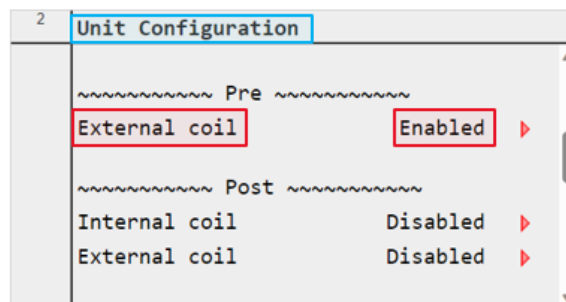 2
Unit Configuration
~~~~~~~~~~~ Pre ~~~~~~~~~~~
External coil Enabled
~~~~~~~~~~~ Post ~~~~~~~~~~~
Internal coil Disabled
External coil Disabled